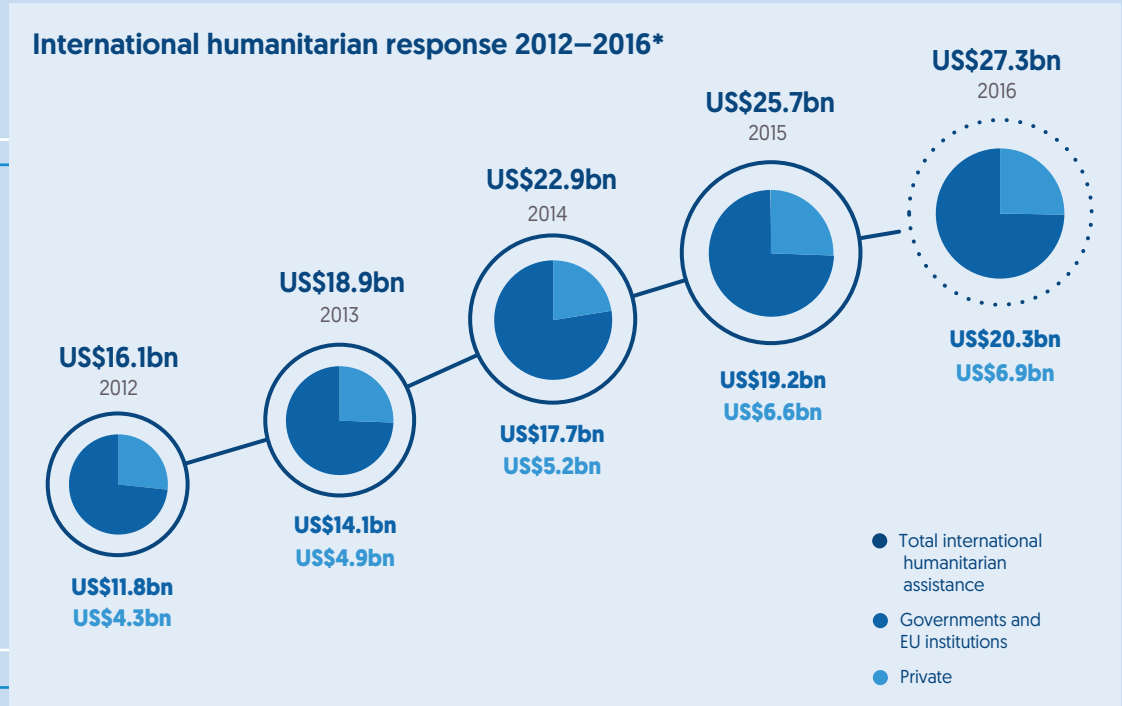 International humanitarian response 2012–2016*
US$16.1bn
2012
US$11.8bn
US$4.3bn
US$18.9bn
2013
US$14.1bn
US$4.9bn
US$22.9bn
2014
US$17.7bn
US$5.2bn
US$25.7bn
2015
US$19.2bn
US$6.6bn
US$27.3bn
2016
US$20.3bn
US$6.9bn
Total international
humanitarian
assistance
Governments and
EU institutions
Private